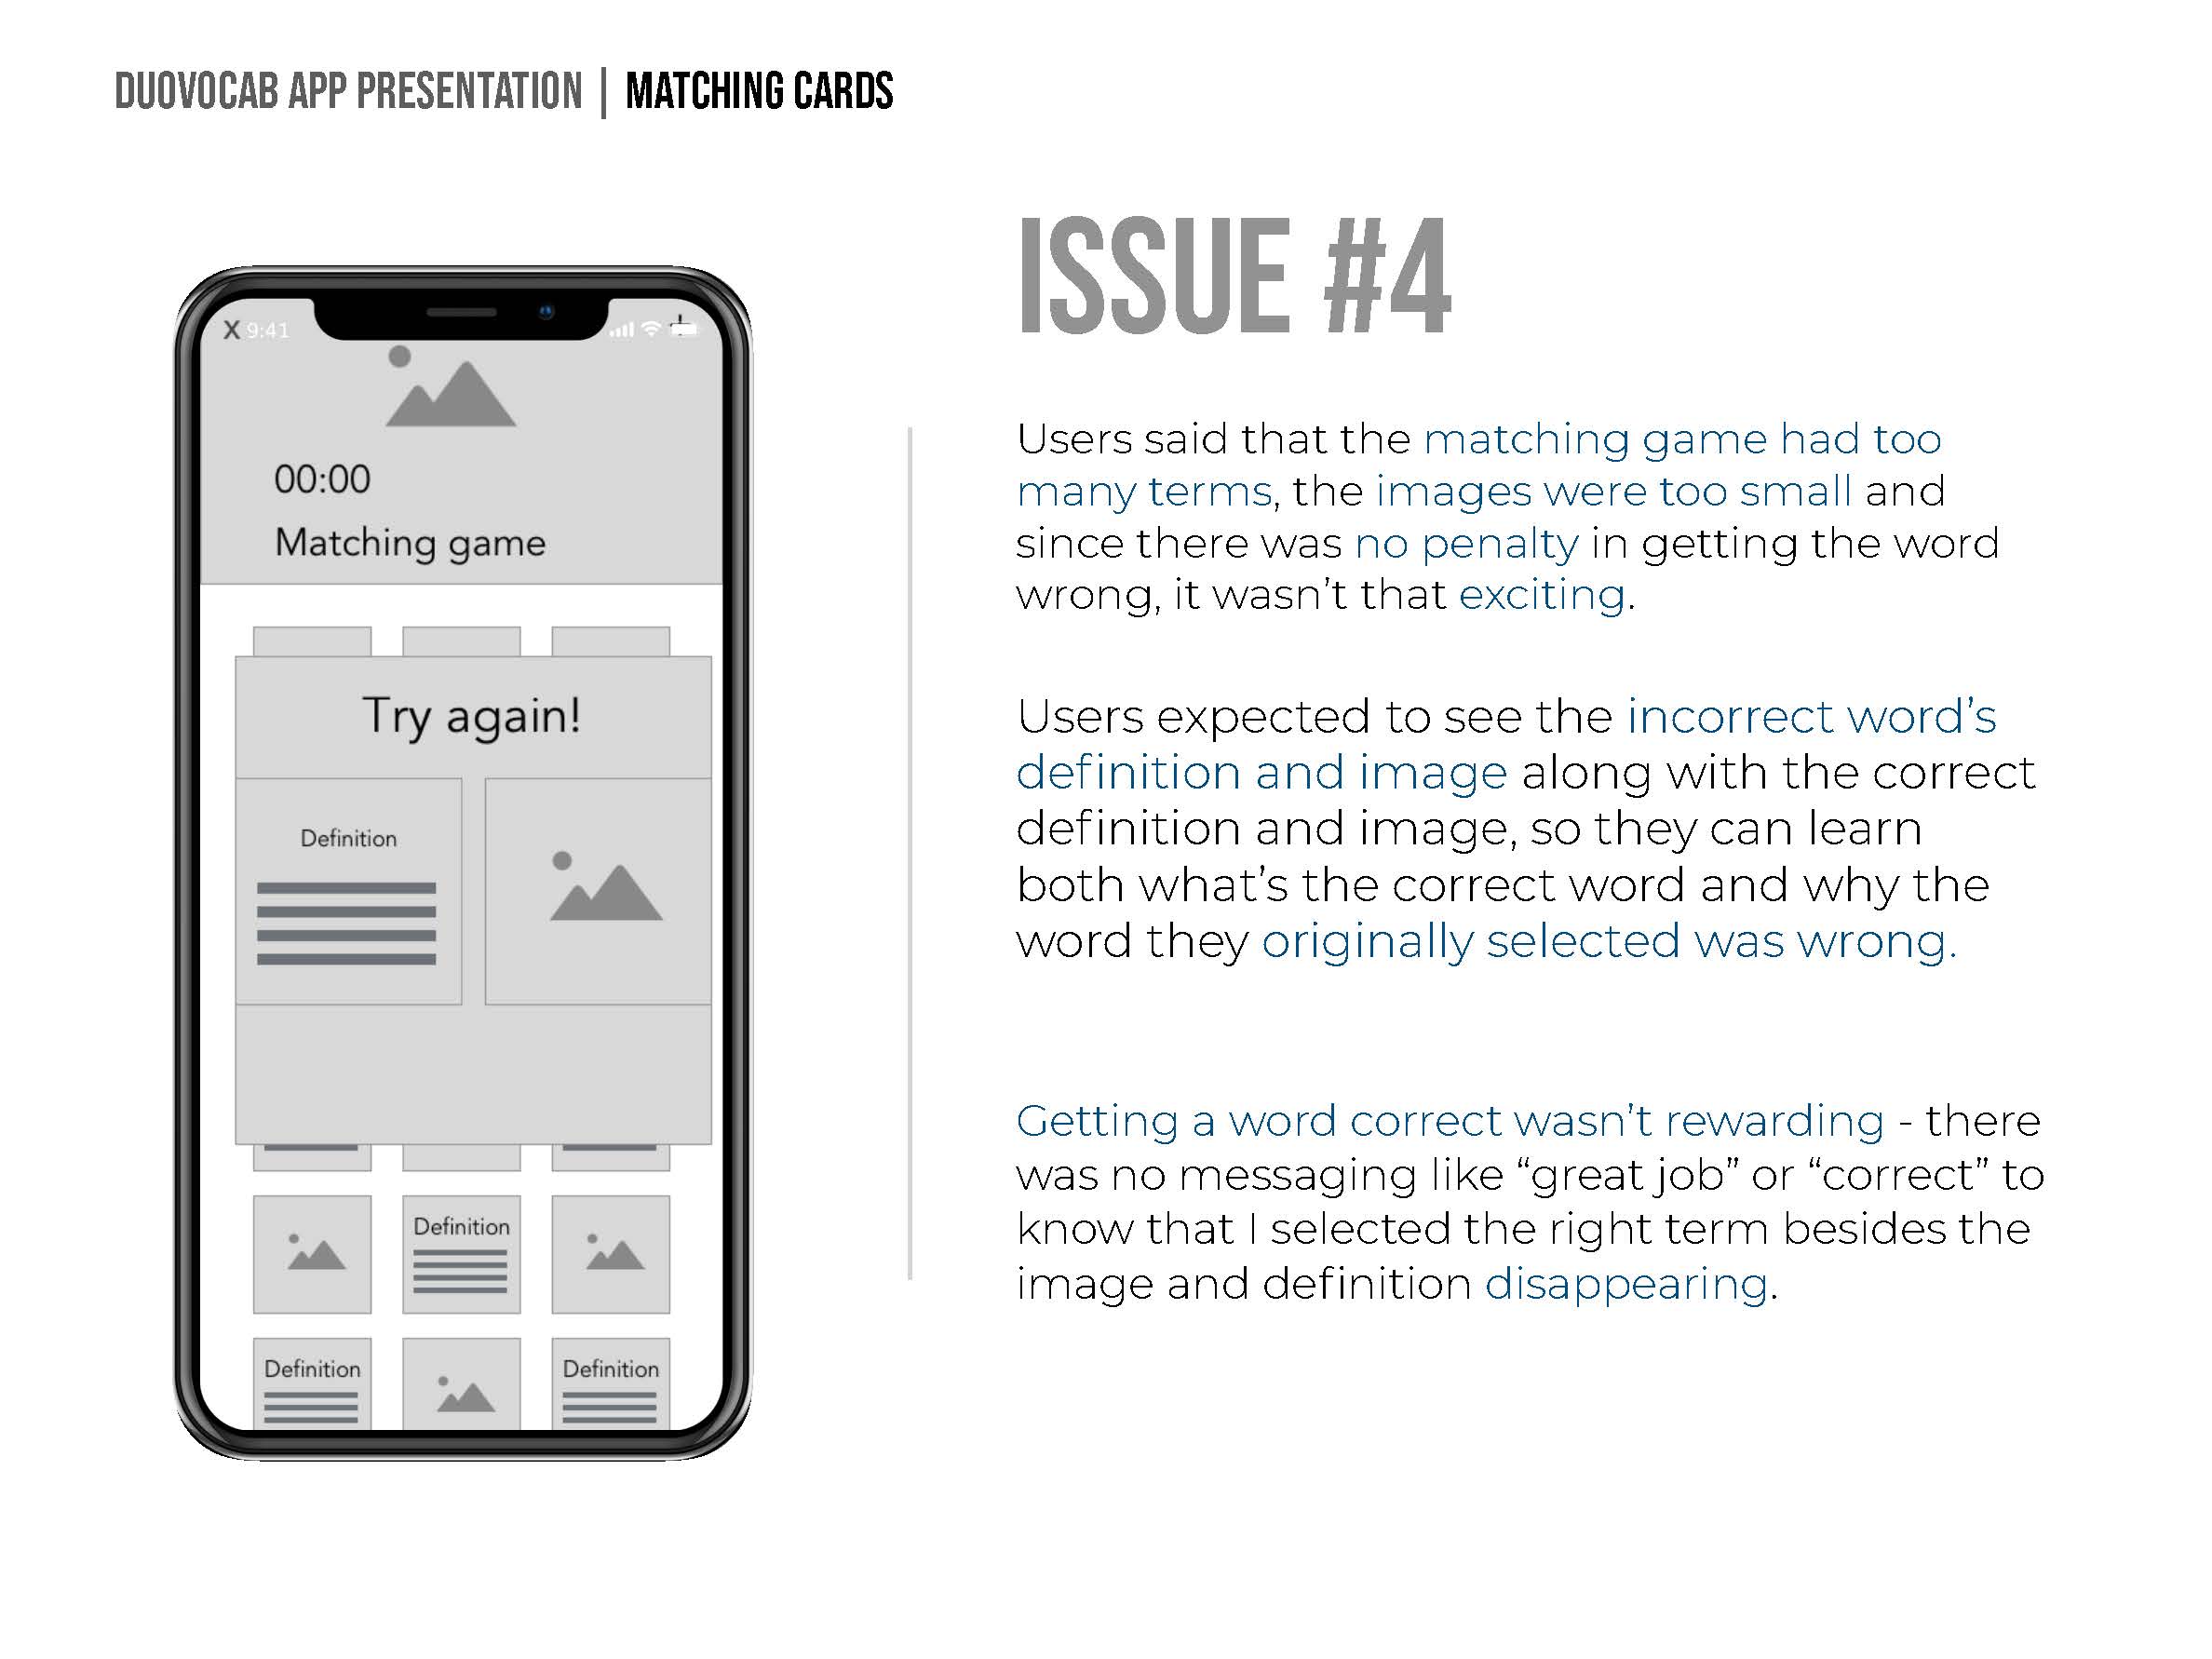 DUOVOCAB APP PRESENTATION | MATCHING CARDS
ISSUE #4
X 9:41
00:00
Matching game
Try again!
Definition
Definition
Definition Definition
Users said that the matching game had too
many terms, the images were too small and
since there was no penalty in getting the word
wrong, it wasn’t that exciting.
Users expected to see the incorrect word’s
definition and image along with the correct
definition and image, so they can learn
both what’s the correct word and why the
word they originally selected was wrong.
Getting a word correct wasn’t rewarding - there
was no messaging like “great job” or “correct” to
know that I selected the right term besides the
image and definition disappearing.